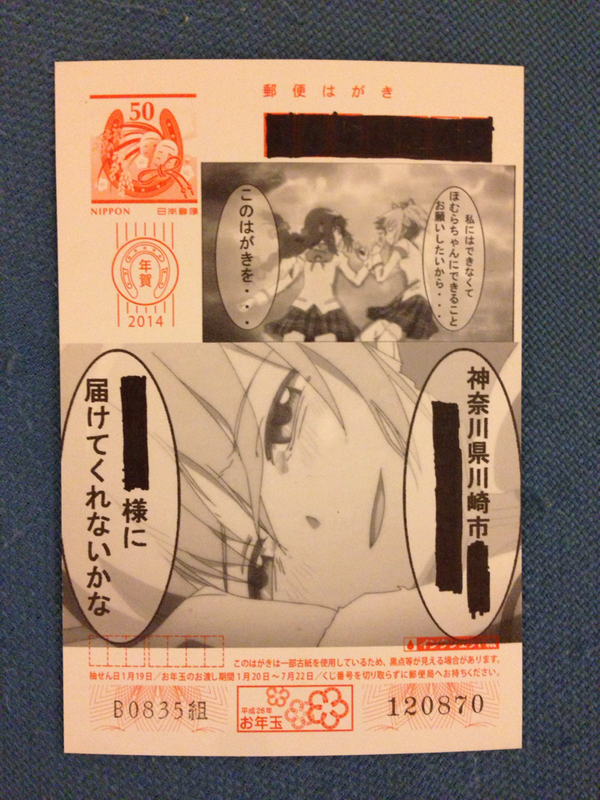 郵便はがき
50
NIPPON 日本郵便
年賀
2014
私にはできなくて
ほむらちゃんにできること
お願いしたいから・・・
このはがきを・・・
神奈川県川崎市
様に
届けてくれないかな
インクジェット紙
このはがきは一部古紙を使用しているため、黒点等が見える場合があります。
抽せん日1月19日/お年玉のお渡し期間1月20日~7月22日/くじ番号を切り取らずに郵便局へお持ちください。
B0835組
平成26年
お年玉
120870